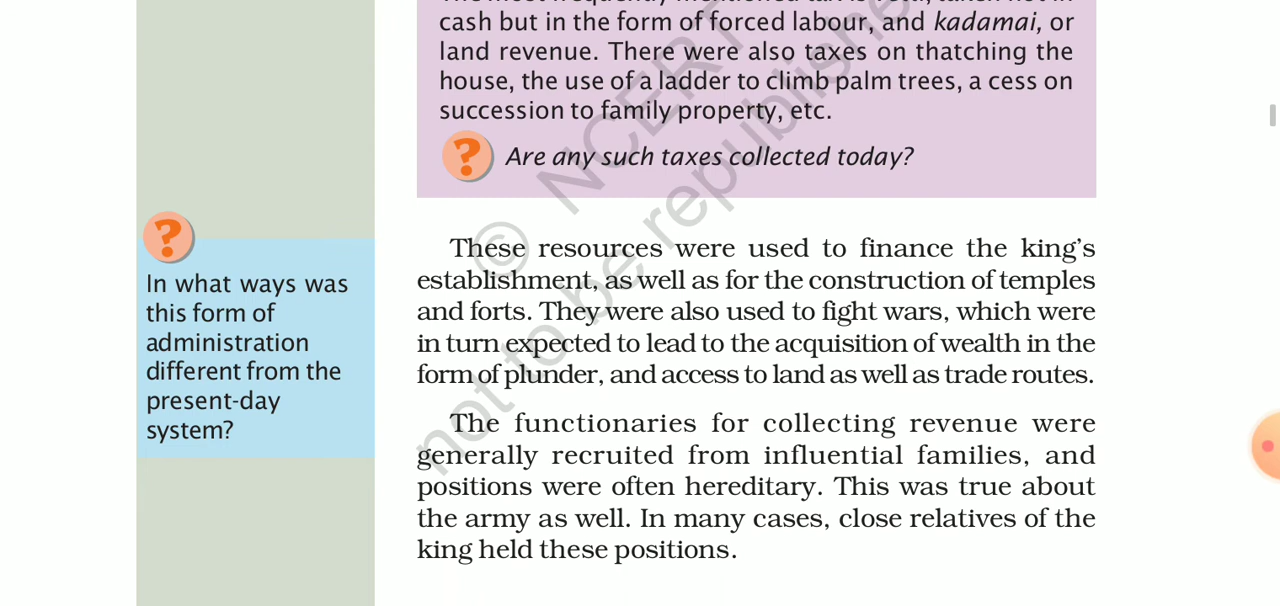 cash but in the form of forced labour, and kadamai, or
land revenue. There were also taxes on thatching the
house, the use of a ladder to climb palm trees, a cess on
succession to family property, etc.
? Are any such taxes collected today?
?
In what ways was
this form of
administration
different from the
present-day
system?
These resources were used to finance the king's
establishment, as well as for the construction of temples
and forts. They were also used to fight wars, which were
in turn expected to lead to the acquisition of wealth in the
form of plunder, and access to land as well as trade routes.
The functionaries for collecting revenue were
generally recruited from influential families, and
positions were often hereditary. This was true about
the army as well. In many cases, close relatives of the
king held these positions.
© NCERT
not to be republishe